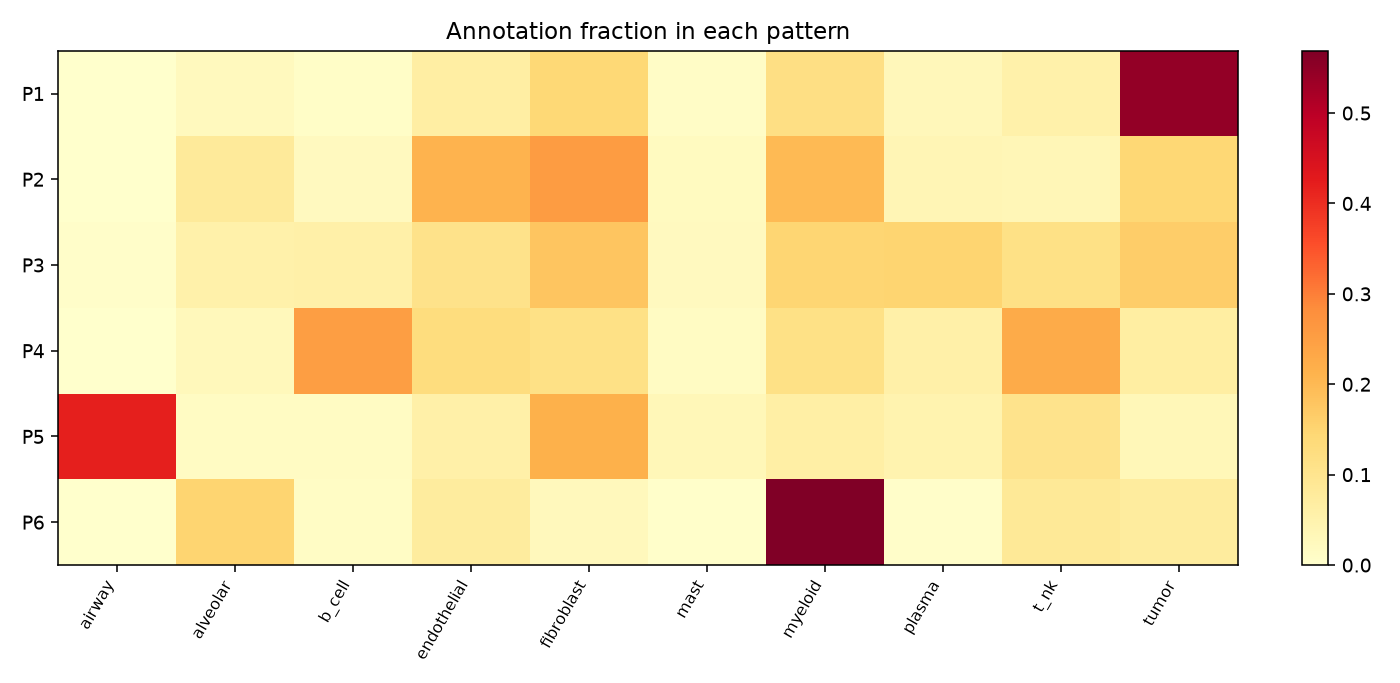 Annotation fraction in each pattern
P1
P2
P3
P4
P5
P6
airway
alveolar
b_cell
endothelial
fibroblast
mast
myeloid
plasma
t_nk
tumor
0.5
0.4
0.3
0.2
0.1
0.0